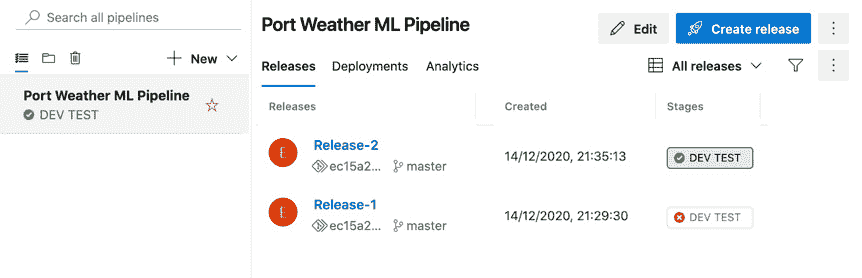 Search all pipelines
New
Port Weather ML Pipeline
DEV TEST
Port Weather ML Pipeline
Edit
Create release
Releases Deployments Analytics
All releases
Releases Created Stages
Release-2
ec15a2... master
14/12/2020, 21:35:13
DEV TEST
Release-1
ec15a2... master
14/12/2020, 21:29:30
DEV TEST